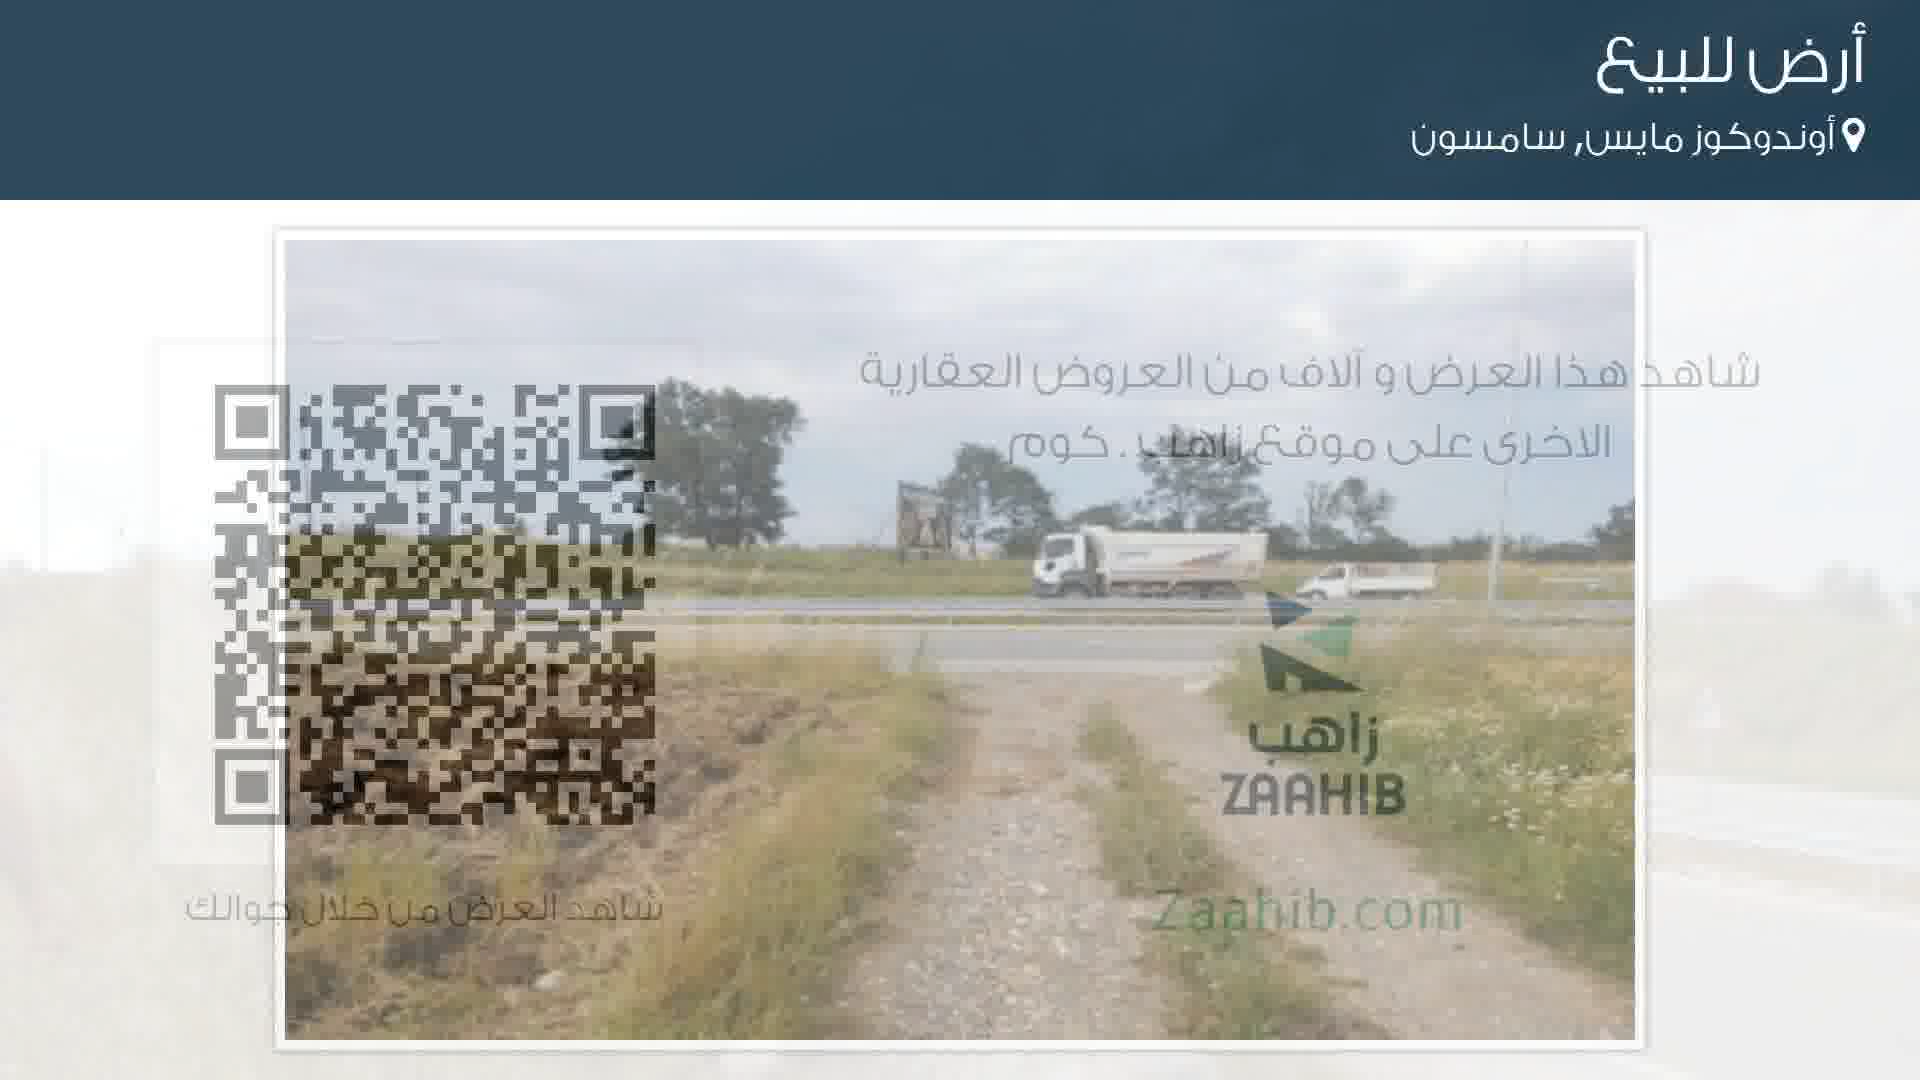 أرض للبيع
أوندوكوز مايس, سامسون
شاهد هذا العرض و آلاف من العروض العقارية
الاخرى على موقع زاهب . كوم
زاهب
ZAAHIB
Zaahib.com
شاهد العرض من خلال جوالك